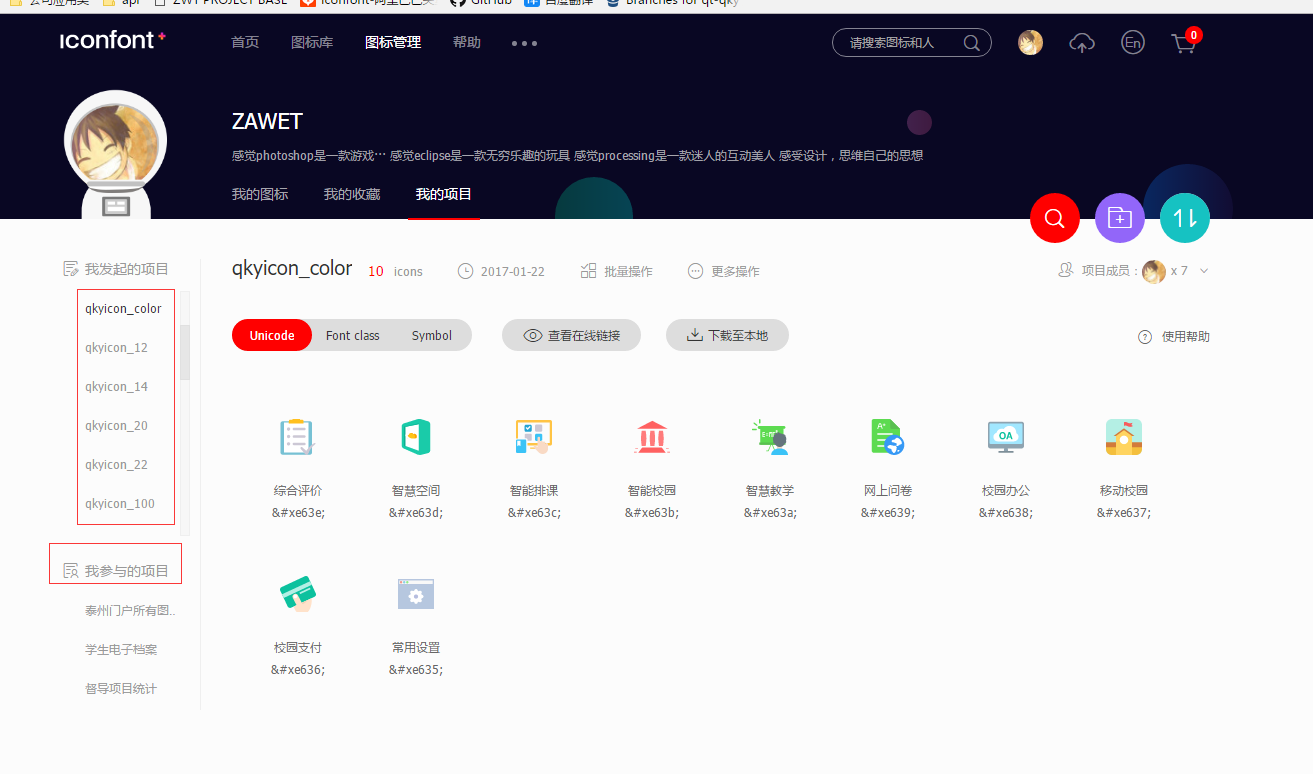 公司应用类 api ZWT PROJECT BASE Iconfont-阿里巴巴矢 GitHub 百度翻译 Branches for qt-qky
iconfont+ 首页 图标库 图标管理 帮助 ••• 请搜索图标和人 En 0
ZAWET
感觉photoshop是一款游戏… 感觉eclipse是一款无穷乐趣的玩具 感觉processing是一款迷人的互动美人 感受设计，思维自己的思想
我的图标 我的收藏 我的项目
我发起的项目
qkyicon_color
qkyicon_12
qkyicon_14
qkyicon_20
qkyicon_22
qkyicon_100
我参与的项目
泰州门户所有图..
学生电子档案
督导项目统计
qkyicon_color 10 icons 2017-01-22 批量操作 更多操作 项目成员： x 7
Unicode Font class Symbol 查看在线链接 下载至本地 ? 使用帮助
A+ E=mc² OA
综合评价 智慧空间 智能排课 智能校园 智慧教学 网上问卷 校园办公 移动校园
&#xe63e; &#xe63d; &#xe63c; &#xe63b; &#xe63a; &#xe639; &#xe638; &#xe637;
校园支付 常用设置
&#xe636; &#xe635;